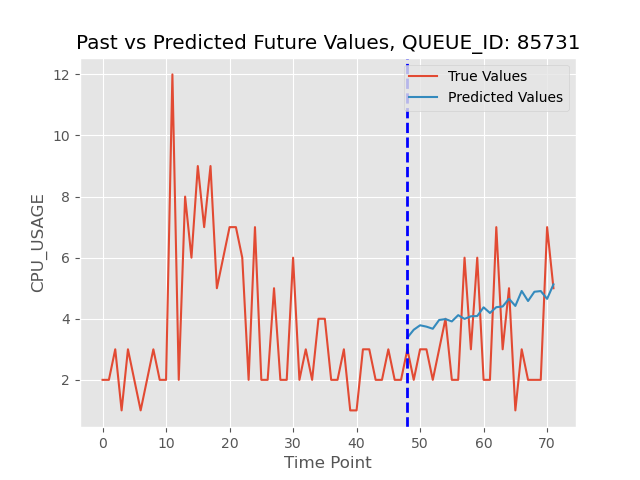 Past vs Predicted Future Values, QUEUE_ID: 85731
True Values
Predicted Values
CPU_USAGE
12
10
8
6
4
2
0 10 20 30 40 50 60 70
Time Point